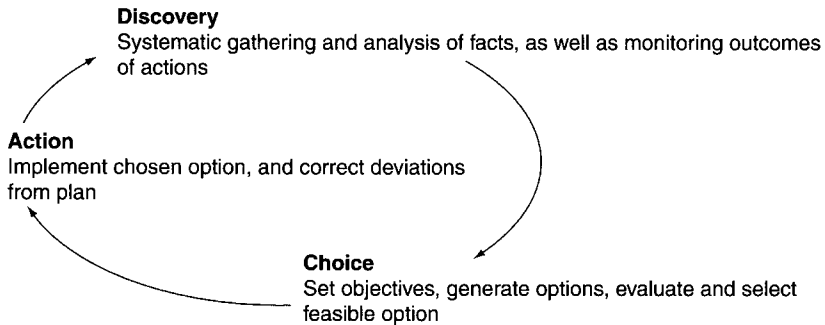 Discovery
Systematic gathering and analysis of facts, as well as monitoring outcomes
of actions
Action
Implement chosen option, and correct deviations
from plan
Choice
Set objectives, generate options, evaluate and select
feasible option